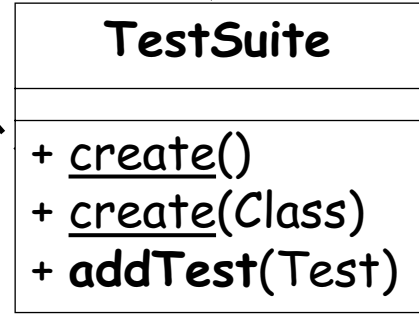 TestSuite
+ create()
+ create(Class)
+ addTest(Test)